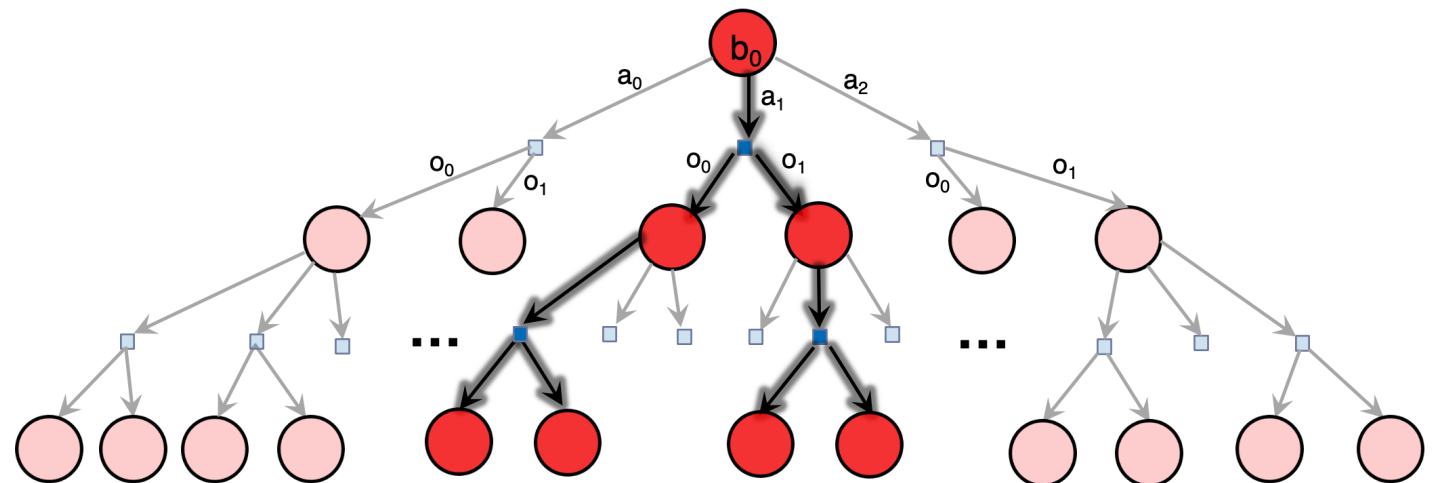 b₀
a₀
a₁
a₂
o₀
o₁
o₀
o₁
o₀
o₁
...
...